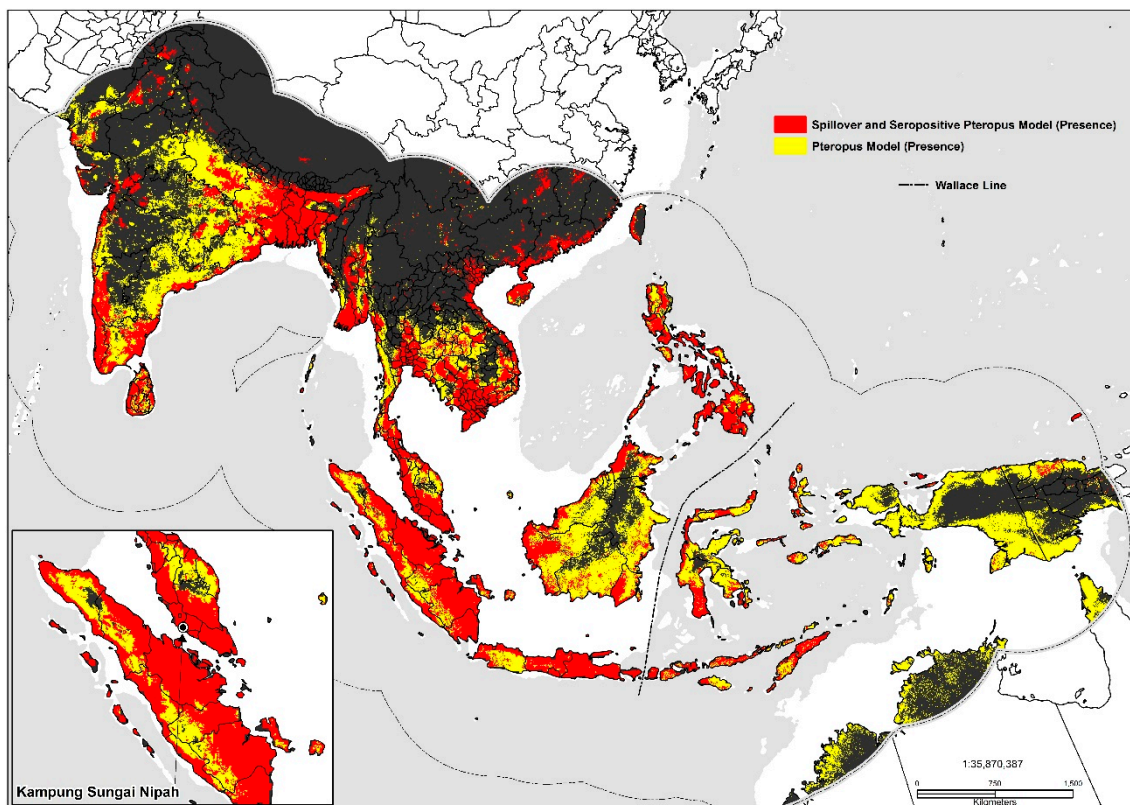 Spillover and Seropositive Pteropus Model (Presence)
Pteropus Model (Presence)
Wallace Line
Kampung Sungai Nipah
1:35,870,387
0 750 1,500
Kilometers